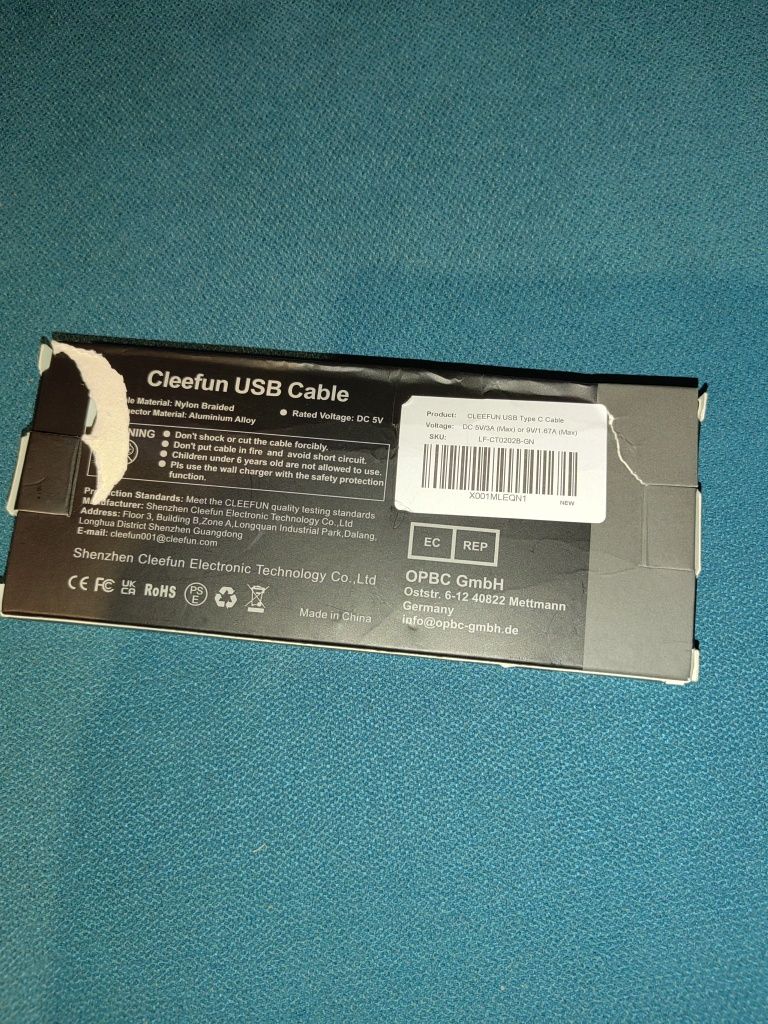 Cleefun USB Cable
Material: Nylon Braided
Material: Aluminium Alloy
● Rated Voltage: DC 5V
WARNING
● Don't shock or cut the cable forcibly.
● Don't put cable in fire and avoid short circuit.
● Children under 6 years old are not allowed to use.
● Pls use the wall charger with the safety protection
function.
Production Standards: Meet the CLEEFUN quality testing standards
Manufacturer: Shenzhen Cleefun Electronic Technology Co.,Ltd
Address: Floor 3, Building B,Zone A,Longquan Industrial Park,Dalang,
Longhua District Shenzhen Guangdong
E-mail: cleefun001@cleefun.com
Shenzhen Cleefun Electronic Technology Co.,Ltd
CE FC UK CA RoHS PS E
Made in China
Product: CLEEFUN USB Type C Cable
Voltage: DC 5V/3A (Max) or 9V/1.67A (Max)
SKU: LF-CT0202B-GN
X001MLEQN1
NEW
EC REP
OPBC GmbH
Oststr. 6-12 40822 Mettmann
Germany
info@opbc-gmbh.de